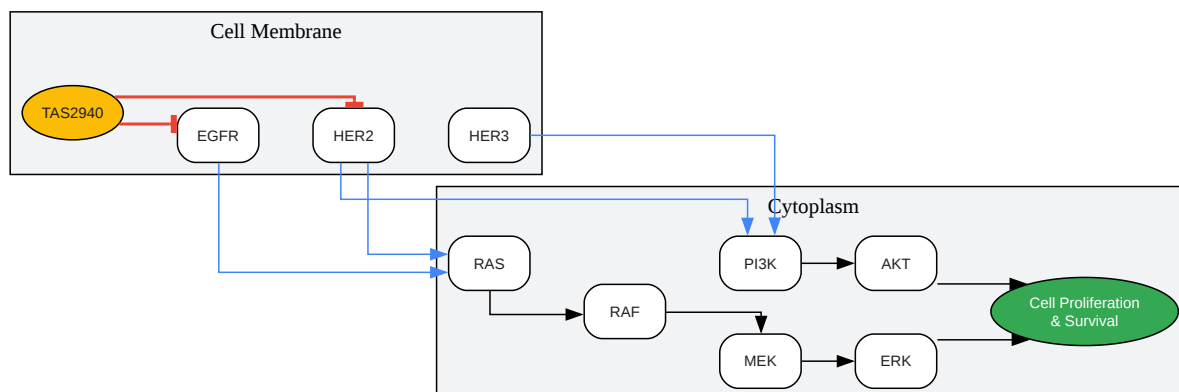 Cell Membrane
TAS2940
EGFR
HER2
HER3
Cytoplasm
RAS
PI3K
AKT
RAF
Cell Proliferation
& Survival
MEK
ERK